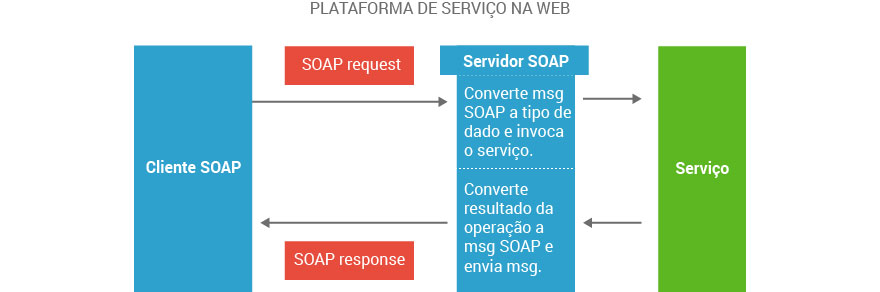 PLATAFORMA DE SERVIÇO NA WEB
SOAP request
Servidor SOAP
Converte msg
SOAP a tipo de
dado e invoca
o serviço.
Cliente SOAP
Serviço
Converte
resultado da
operação a
msg SOAP e
envia msg.
SOAP response